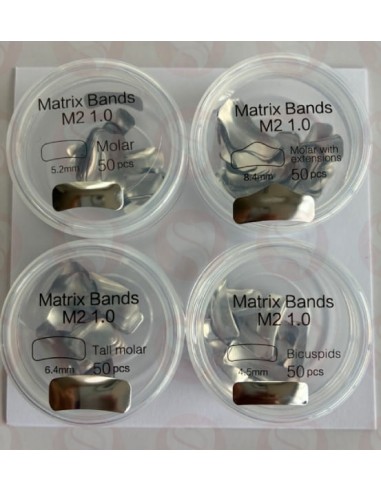 Matrix Bands
M2 1.0
Molar
5.2mm
50 pcs
Matrix Bands
M2 1.0
Molar with
extensions
8.4mm
50 pcs
Matrix Bands
M2 1.0
Tall molar
6.4mm
50 pcs
Matrix Bands
M2 1.0
Bicuspids
4.5mm
50 pcs